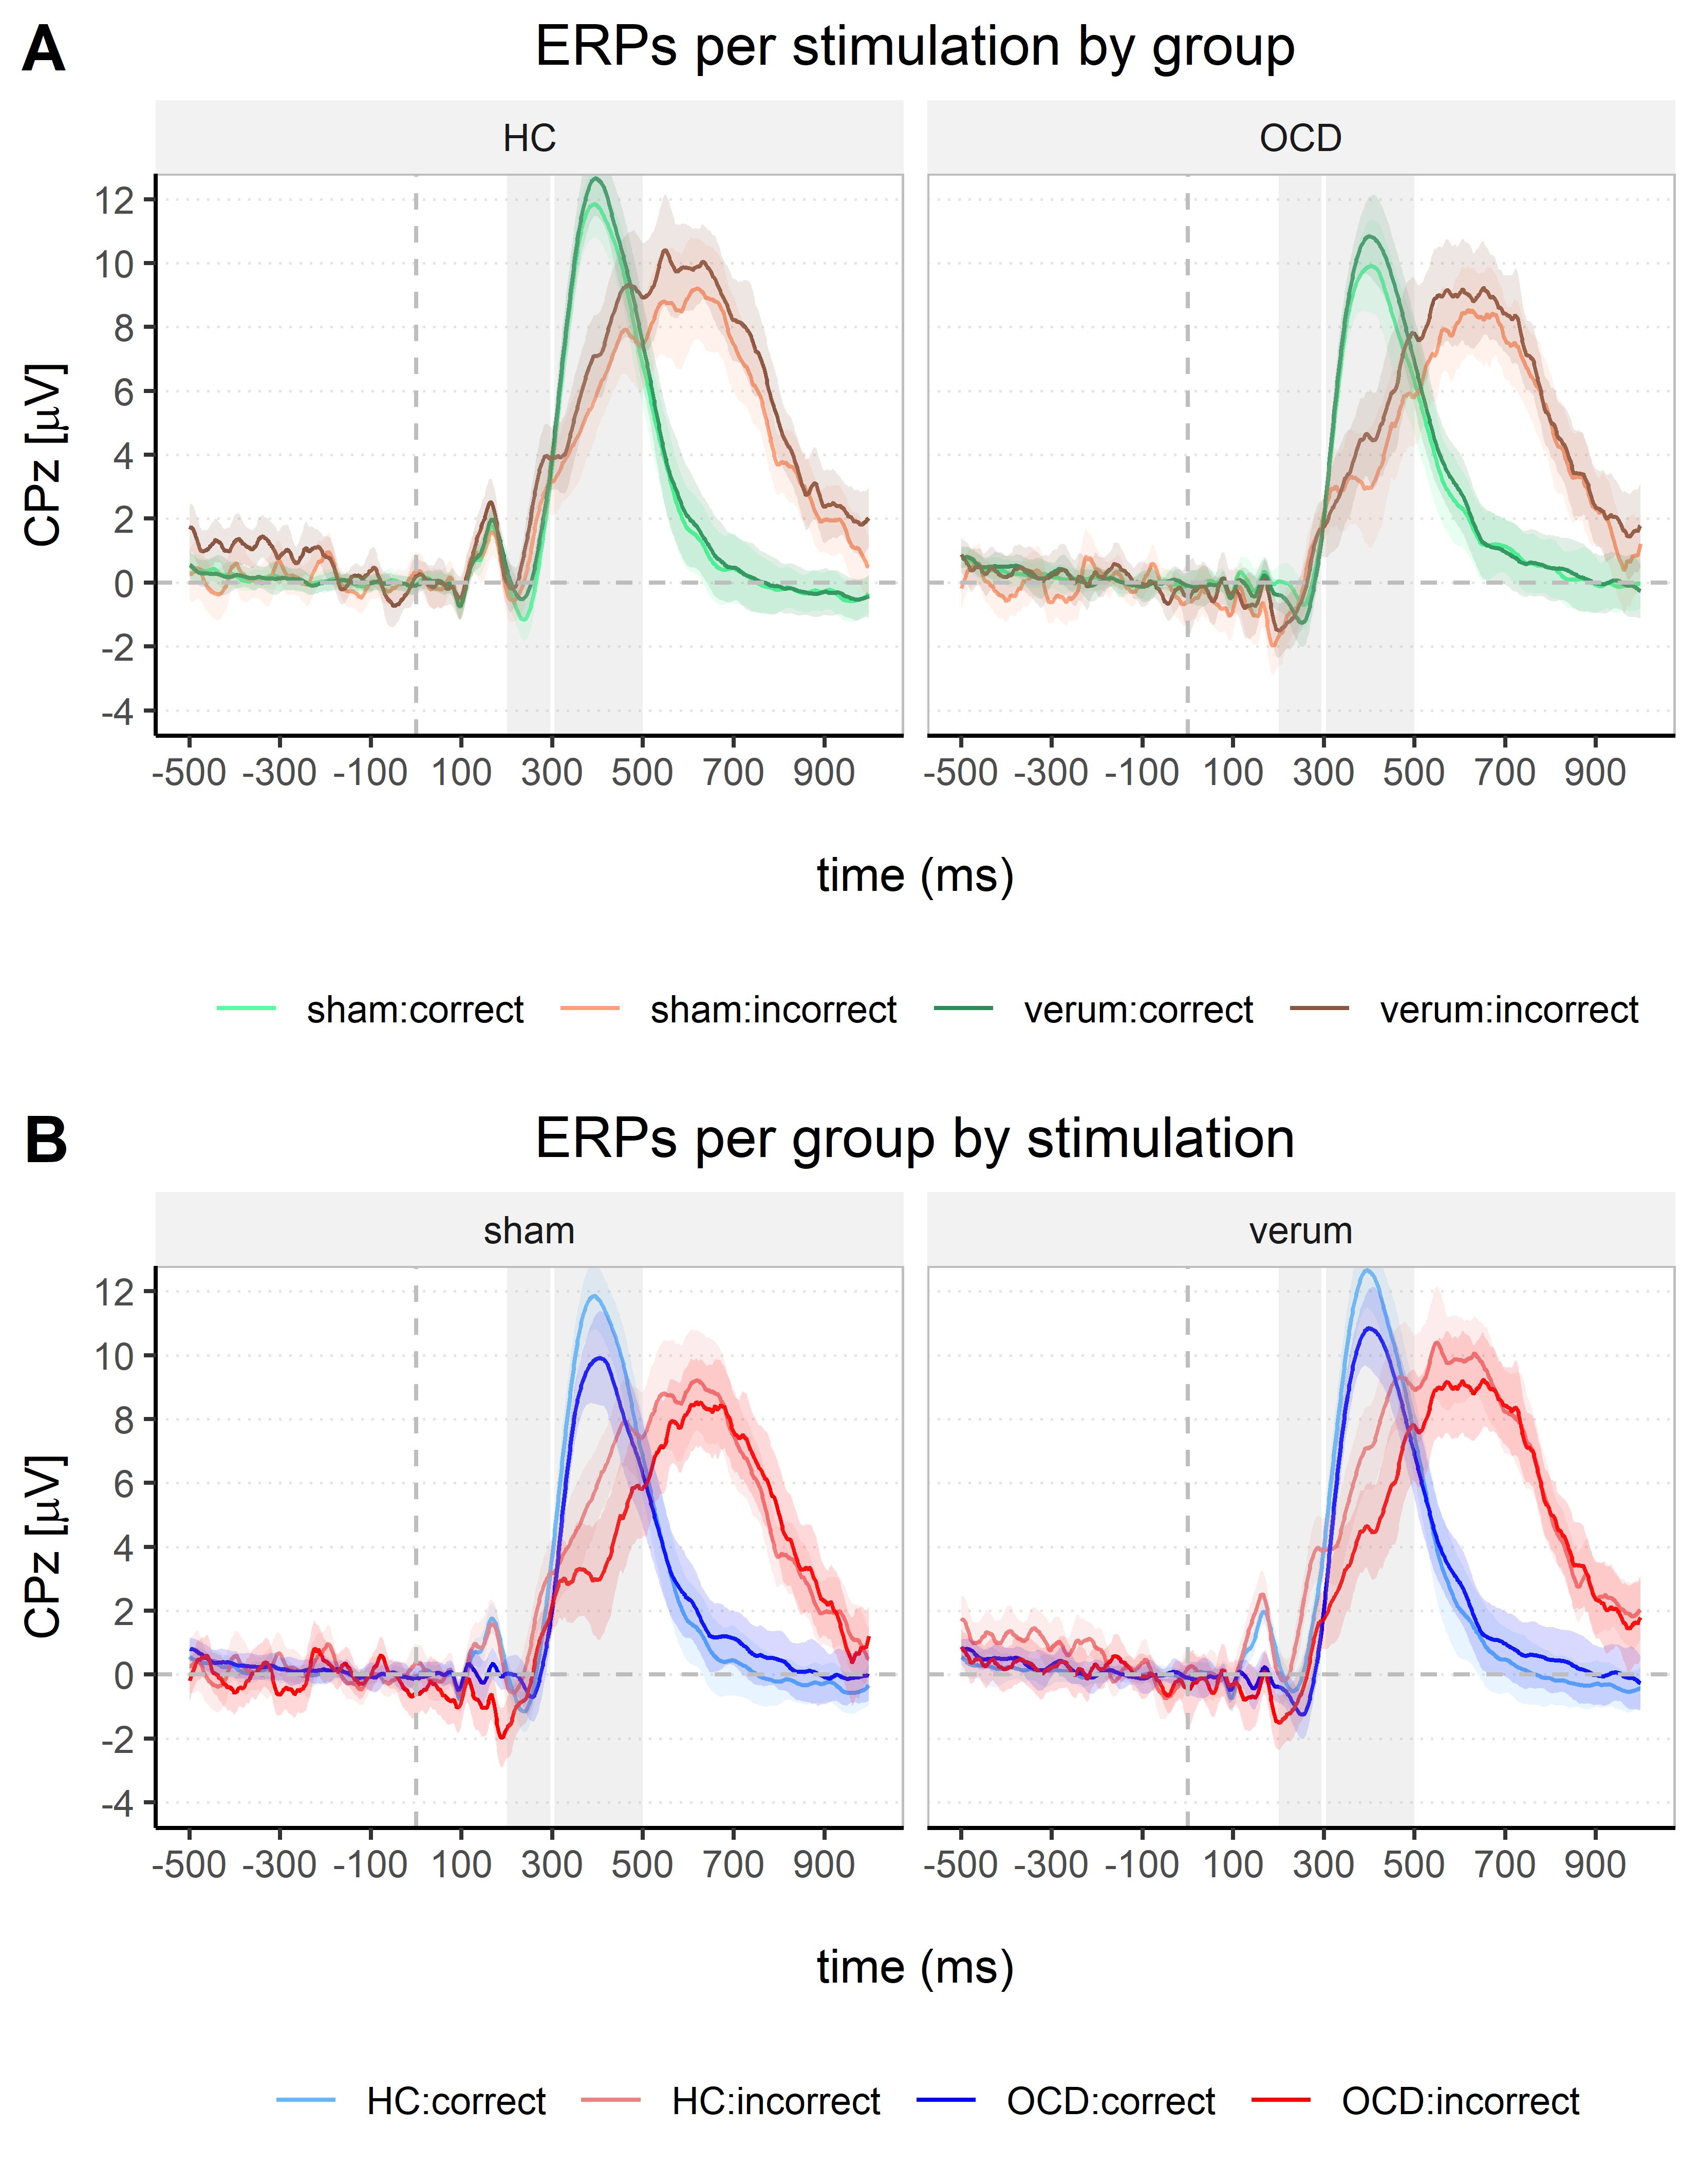 A ERPs per stimulation by group
HC OCD
12
10
8
6
4
2
0
-2
-4
CPz [µV]
-500 -300 -100 100 300 500 700 900 -500 -300 -100 100 300 500 700 900
time (ms)
sham:correct sham:incorrect verum:correct verum:incorrect
B ERPs per group by stimulation
sham verum
12
10
8
6
4
2
0
-2
-4
CPz [µV]
-500 -300 -100 100 300 500 700 900 -500 -300 -100 100 300 500 700 900
time (ms)
HC:correct HC:incorrect OCD:correct OCD:incorrect